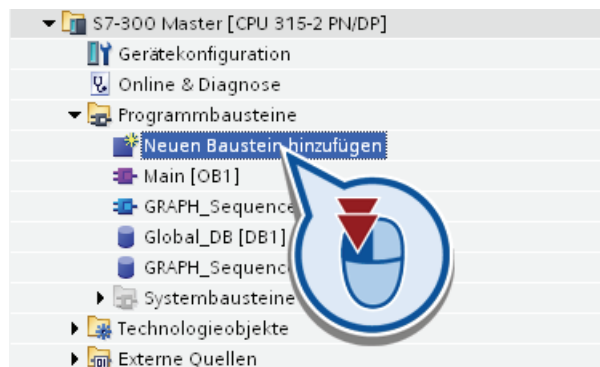 S7-300 Master [CPU 315-2 PN/DP]
Gerätekonfiguration
Online & Diagnose
Programmbausteine
Neuen Baustein hinzufügen
Main [OB1]
GRAPH_Sequence
Global_DB [DB1]
GRAPH_Sequenc
Systembausteine
Technologieobjekte
Externe Quellen